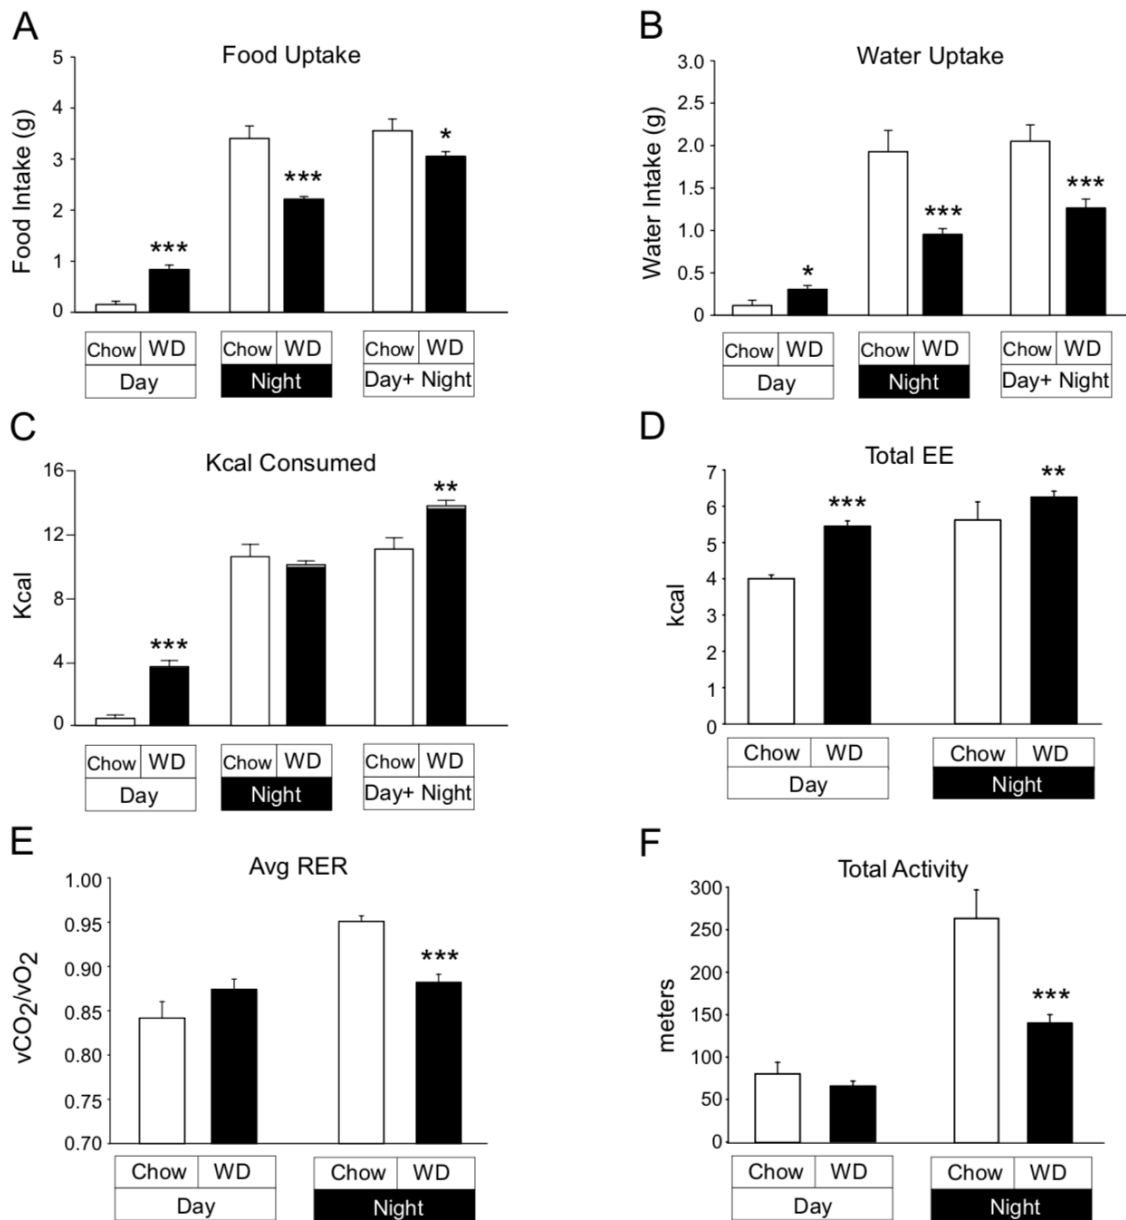 A
Food Uptake
Food Intake (g)
5
4
3
2
1
0
***
***
*
Chow WD Chow WD Chow WD
Day Night Day+ Night
B
Water Uptake
Water Intake (g)
3.0
2.5
2.0
1.5
1.0
0.5
0
*
***
***
Chow WD Chow WD Chow WD
Day Night Day+ Night
C
Kcal Consumed
Kcal
16
12
8
4
0
***
**
Chow WD Chow WD Chow WD
Day Night Day+ Night
D
Total EE
kcal
7
6
5
4
3
2
1
0
***
**
Chow WD Chow WD
Day Night
E
Avg RER
vCO2/vO2
1.00
0.95
0.90
0.85
0.80
0.75
0.70
***
Chow WD Chow WD
Day Night
F
Total Activity
meters
300
250
200
150
100
50
0
***
Chow WD Chow WD
Day Night